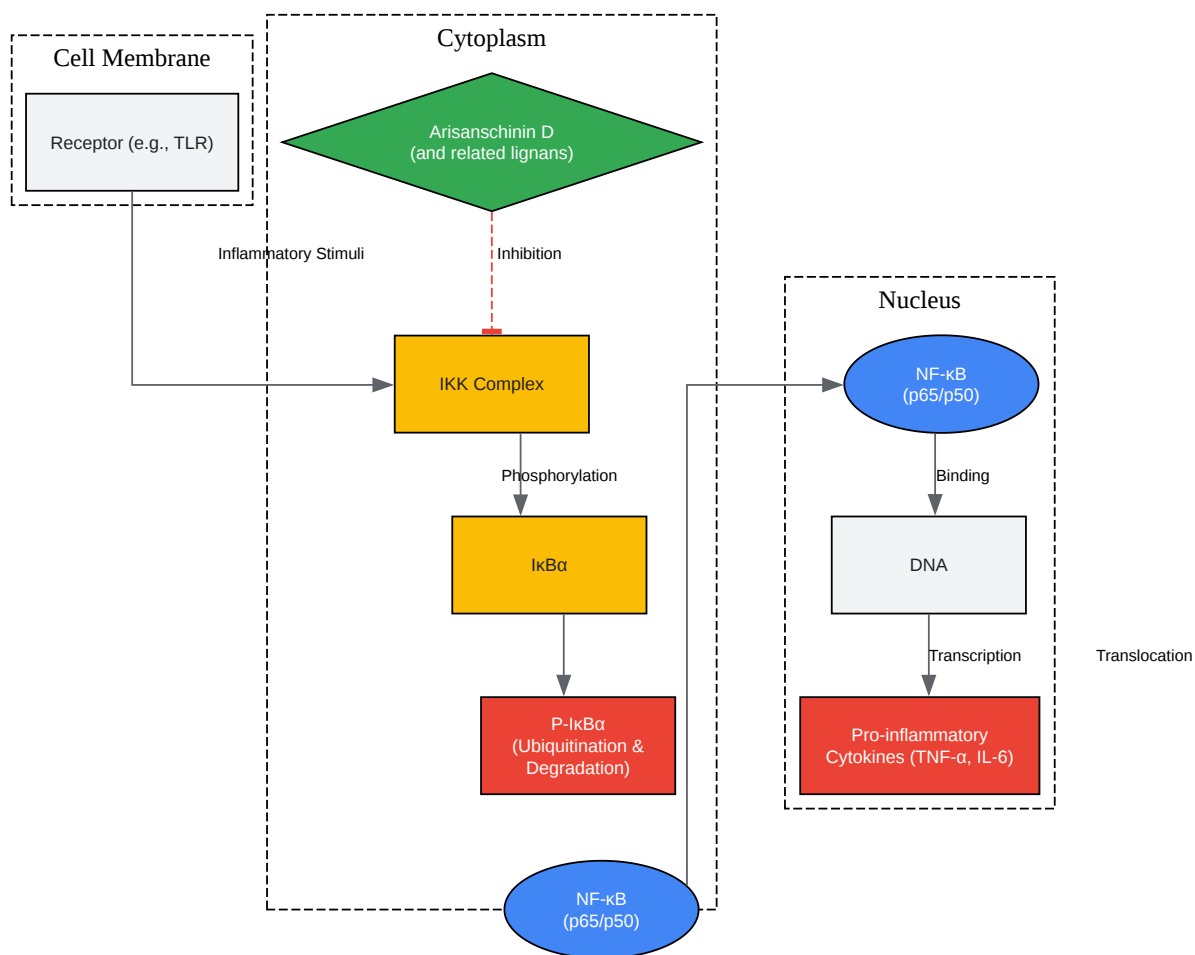 Cell Membrane
Receptor (e.g., TLR)
Cytoplasm
Arisanschinin D
(and related lignans)
Inflammatory Stimuli
Inhibition
IKK Complex
Phosphorylation
IκBα
P-IκBα
(Ubiquitination &
Degradation)
NF-κB
(p65/p50)
Nucleus
NF-κB
(p65/p50)
Binding
DNA
Transcription
Translocation
Pro-inflammatory
Cytokines (TNF-α, IL-6)